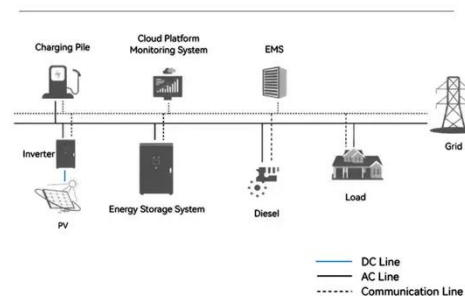 Charging Pile
Cloud Platform
Monitoring System
EMS
Grid
Inverter
PV
Energy Storage System
Diesel
Load
DC Line
AC Line
Communication Line